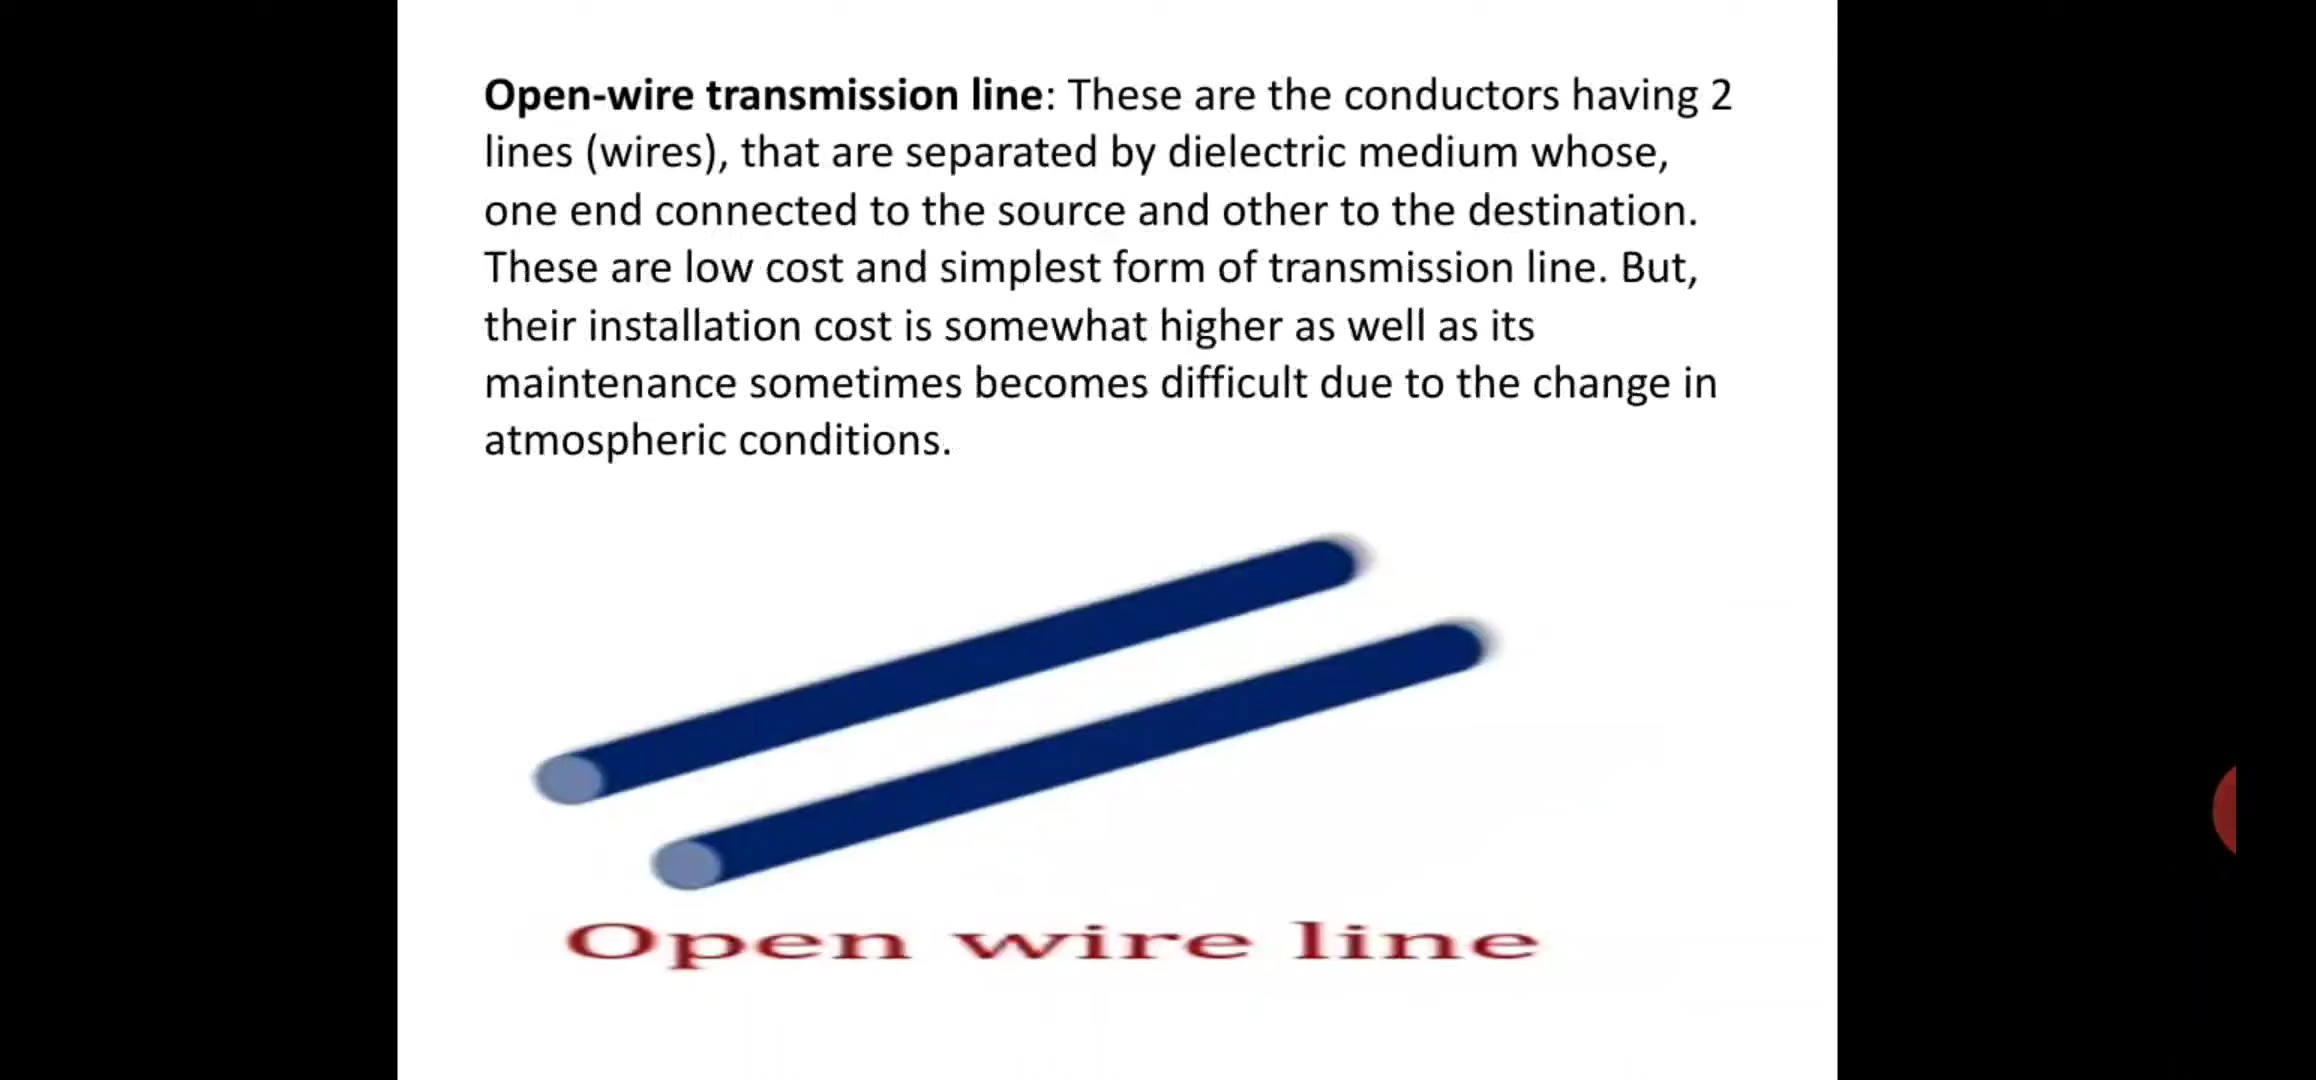 Open-wire transmission line: These are the conductors having 2
lines (wires), that are separated by dielectric medium whose,
one end connected to the source and other to the destination.
These are low cost and simplest form of transmission line. But,
their installation cost is somewhat higher as well as its
maintenance sometimes becomes difficult due to the change in
atmospheric conditions.
Open wire line